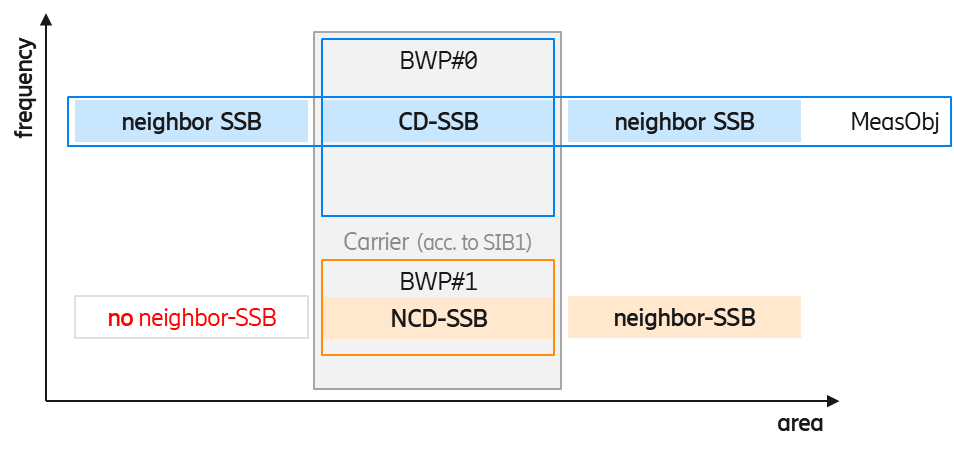 frequency
BWP#0
neighbor SSB
CD-SSB
neighbor SSB
MeasObj
Carrier (acc. to SIB1)
BWP#1
no neighbor-SSB
NCD-SSB
neighbor-SSB
area